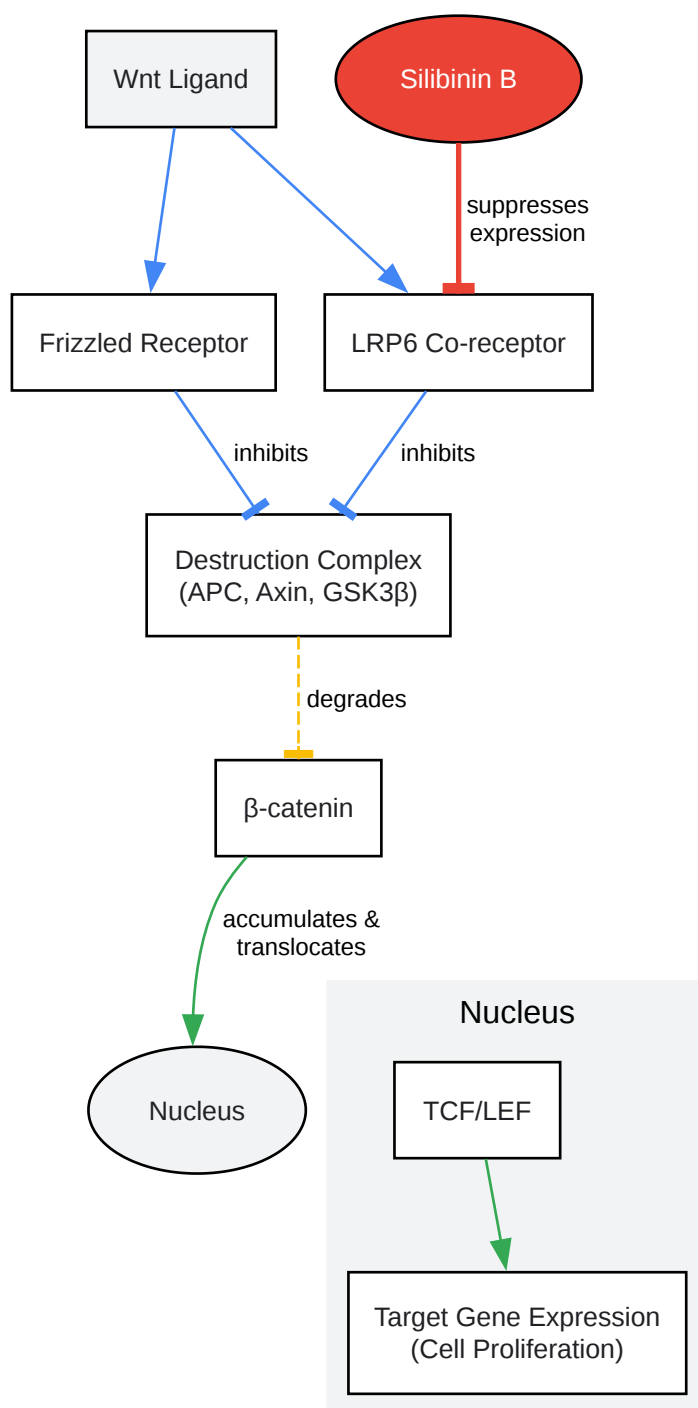 Wnt Ligand
Silibinin B
suppresses
expression
Frizzled Receptor
LRP6 Co-receptor
inhibits
inhibits
Destruction Complex
(APC, Axin, GSK3β)
degrades
β-catenin
accumulates &
translocates
Nucleus
Nucleus
TCF/LEF
Target Gene Expression
(Cell Proliferation)